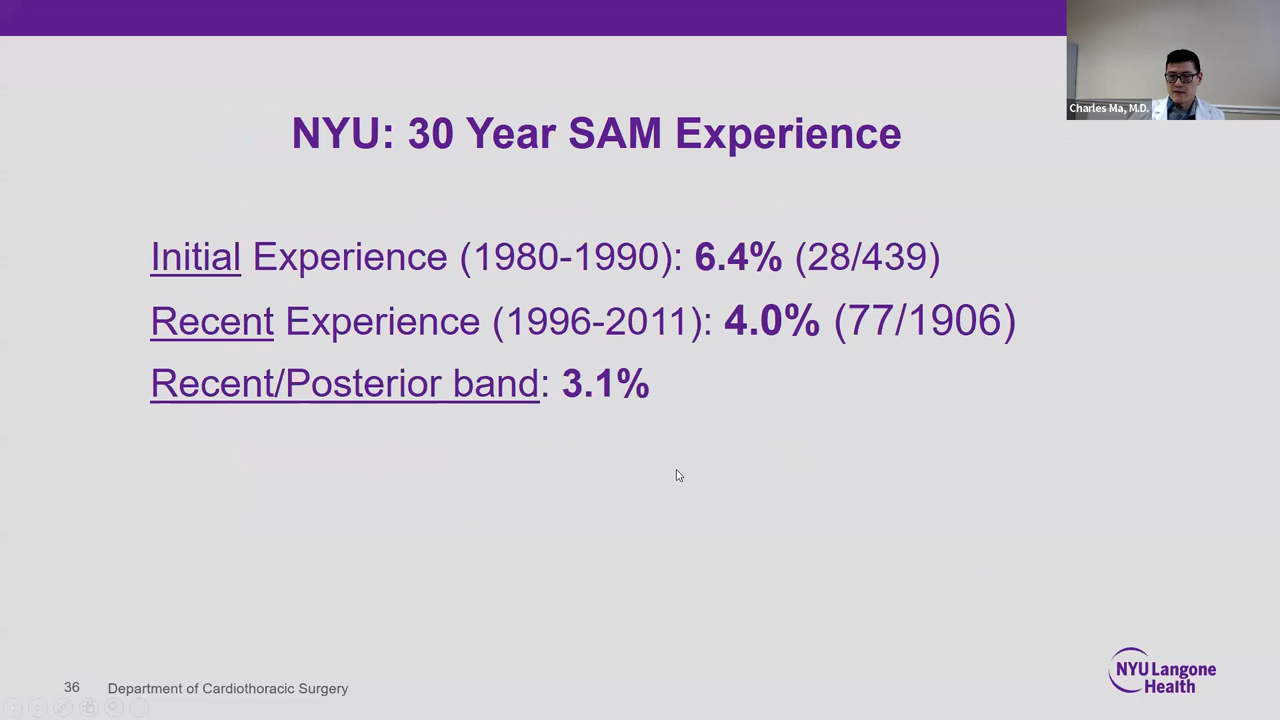 Charles Ma, M.D.
NYU: 30 Year SAM Experience
Initial Experience (1980-1990): 6.4% (28/439)
Recent Experience (1996-2011): 4.0% (77/1906)
Recent/Posterior band: 3.1%
36 Department of Cardiothoracic Surgery
NYU Langone
Health